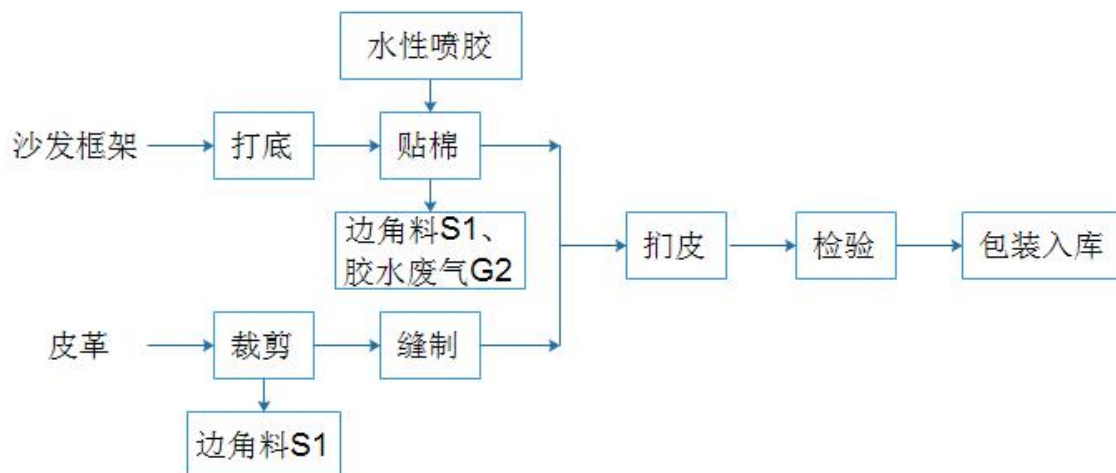 水性喷胶
沙发框架
打底
贴棉
边角料S1、
胶水废气G2
扪皮
检验
包装入库
皮革
裁剪
缝制
边角料S1